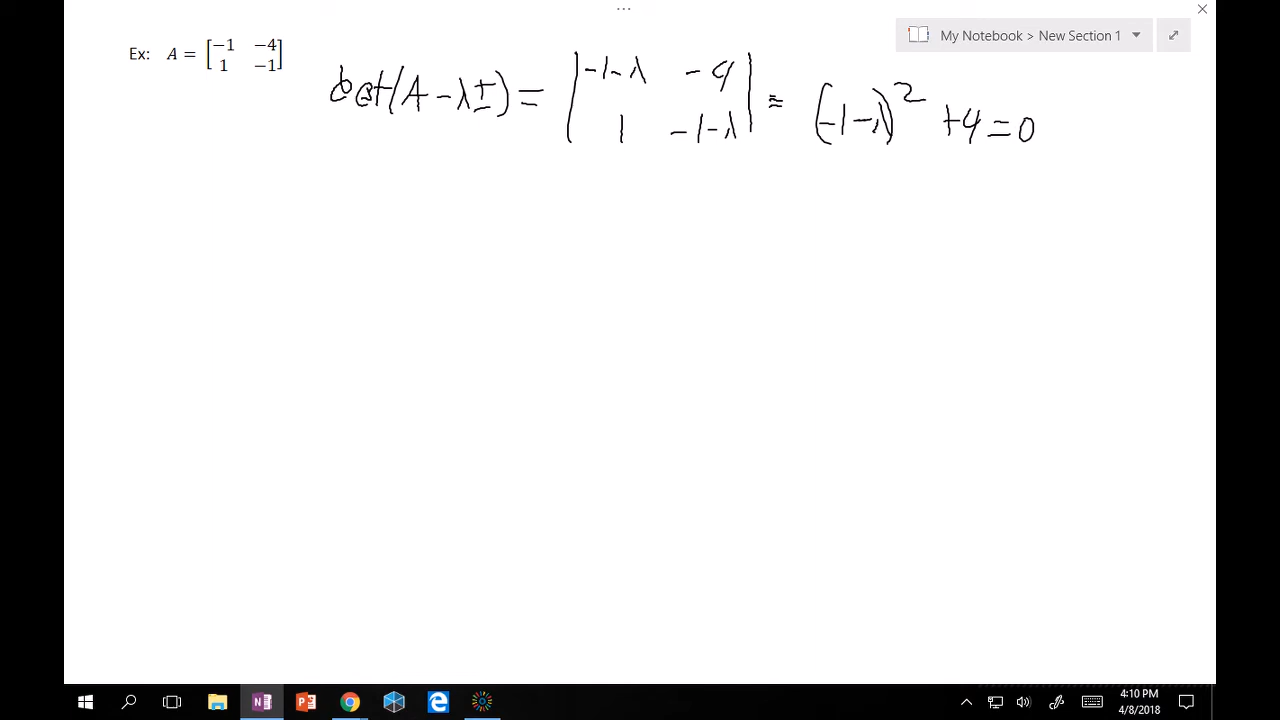 ...
My Notebook > New Section 1
Ex: A = [−1 −4
1 −1]
det(A − λI) = |−1−λ −4
1 −1−λ| = (−1−λ)² +4=0
4:10 PM
4/8/2018